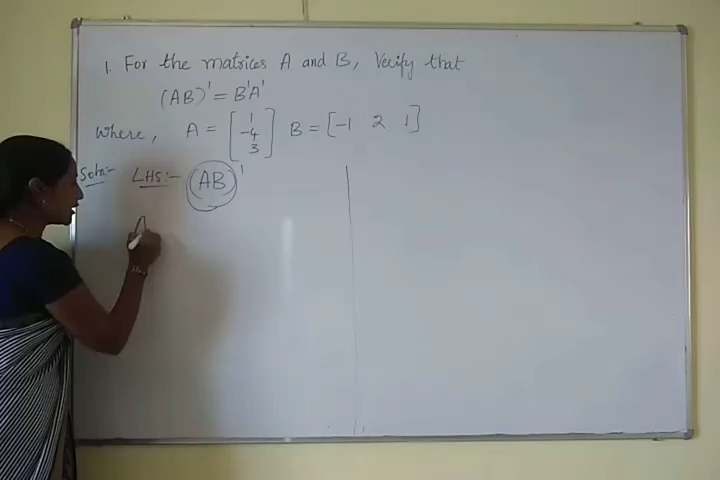 1. For the matrices A and B, Verify that
(AB)' = B'A'
Where, A = [1 -4 3] B = [-1 2 1]
Soln:- LHS:- (AB)'
A